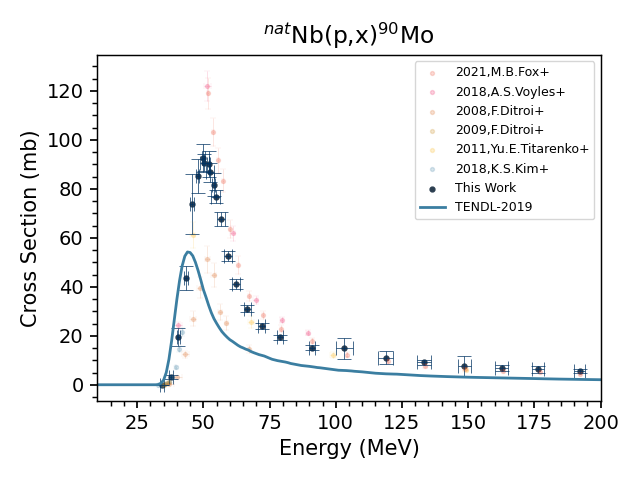 ⁿᵃᵗNb(p,x)⁹⁰Mo
2021,M.B.Fox+
2018,A.S.Voyles+
2008,F.Ditroi+
2009,F.Ditroi+
2011,Yu.E.Titarenko+
2018,K.S.Kim+
This Work
TENDL-2019
Cross Section (mb)
120
100
80
60
40
20
0
25 50 75 100 125 150 175 200
Energy (MeV)